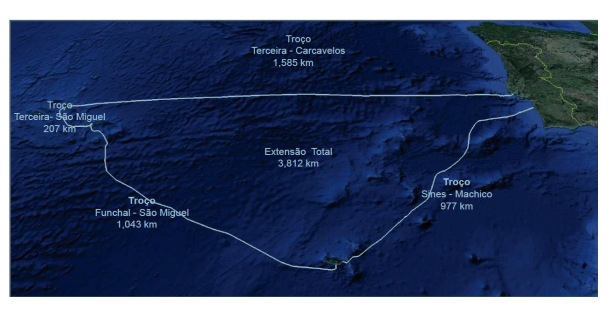 Troço
Terceira - Carcavelos
1,585 km
Troço
Terceira- São Miguel
207 km
Extensão Total
3,812 km
Troço
Sines - Machico
977 km
Troço
Funchal - São Miguel
1,043 km